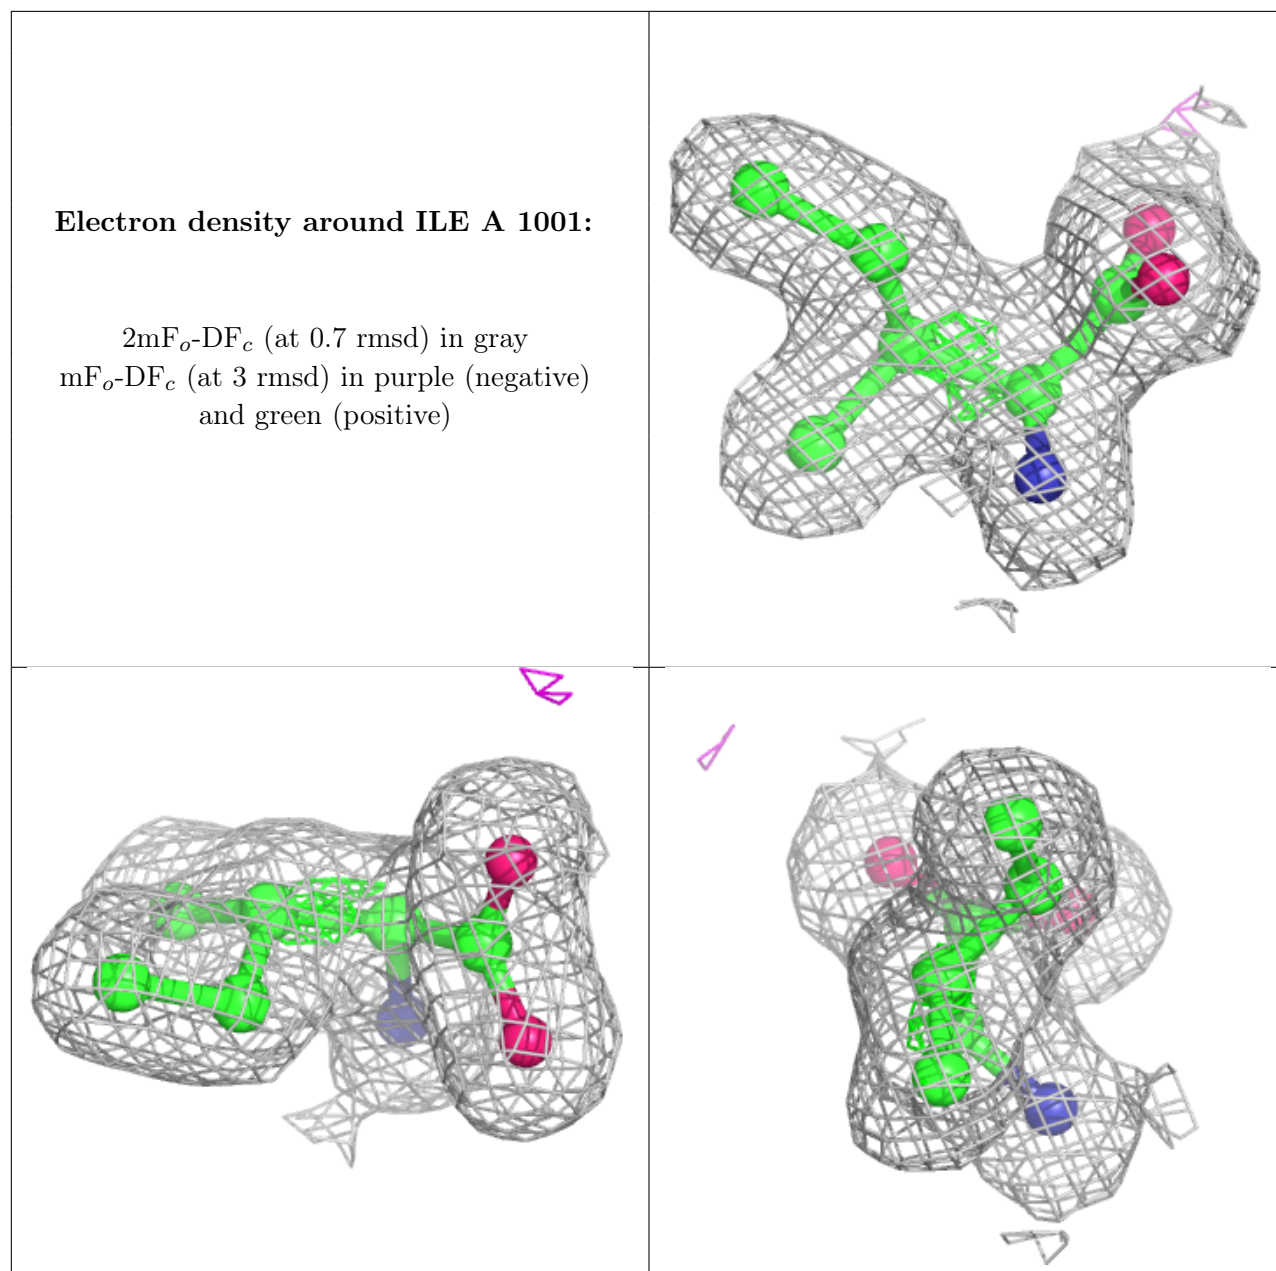 Electron density around ILE A 1001:
2mFo-DFc (at 0.7 rmsd) in gray
mFo-DFc (at 3 rmsd) in purple (negative)
and green (positive)